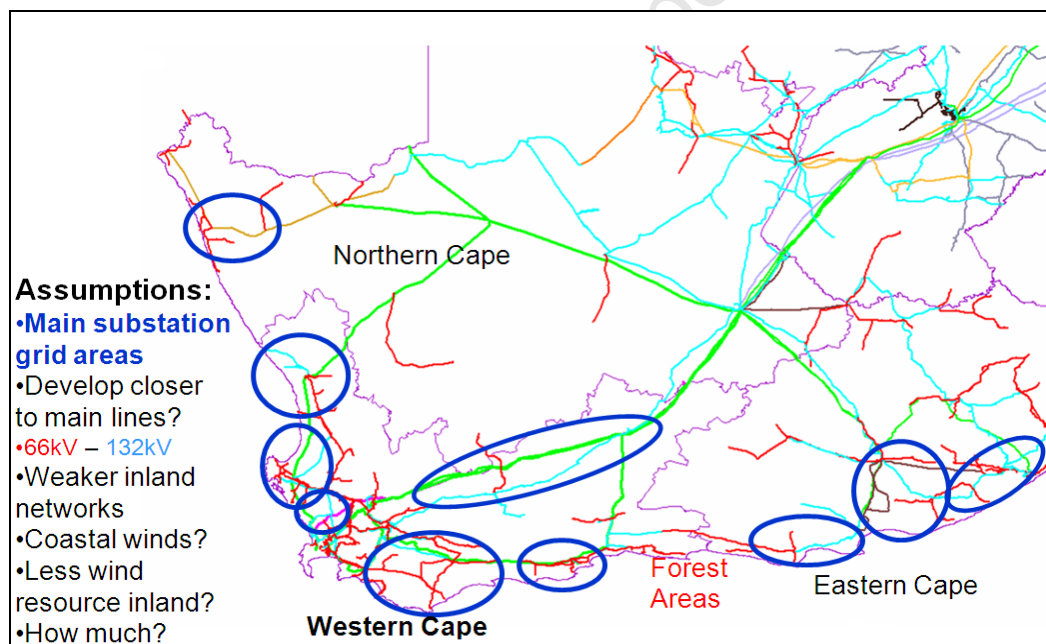 Northern Cape
Assumptions:
•Main substation
grid areas
•Develop closer
to main lines?
•66kV – 132kV
•Weaker inland
networks
•Coastal winds?
•Less wind
resource inland?
•How much?
Forest
Areas
Eastern Cape
Western Cape